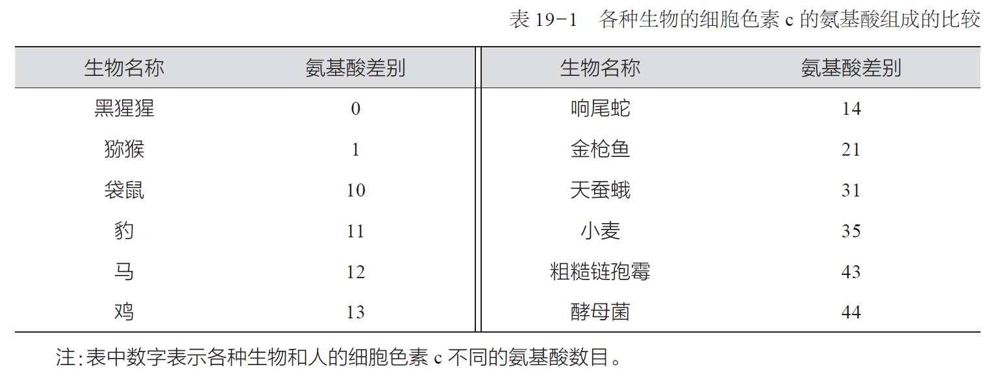 表 19-1 各种生物的细胞色素 c 的氨基酸组成的比较
生物名称 氨基酸差别 生物名称 氨基酸差别
黑猩猩 0 响尾蛇 14
猕猴 1 金枪鱼 21
袋鼠 10 天蚕蛾 31
豹 11 小麦 35
马 12 粗糙链孢霉 43
鸡 13 酵母菌 44
注:表中数字表示各种生物和人的细胞色素 c 不同的氨基酸数目。